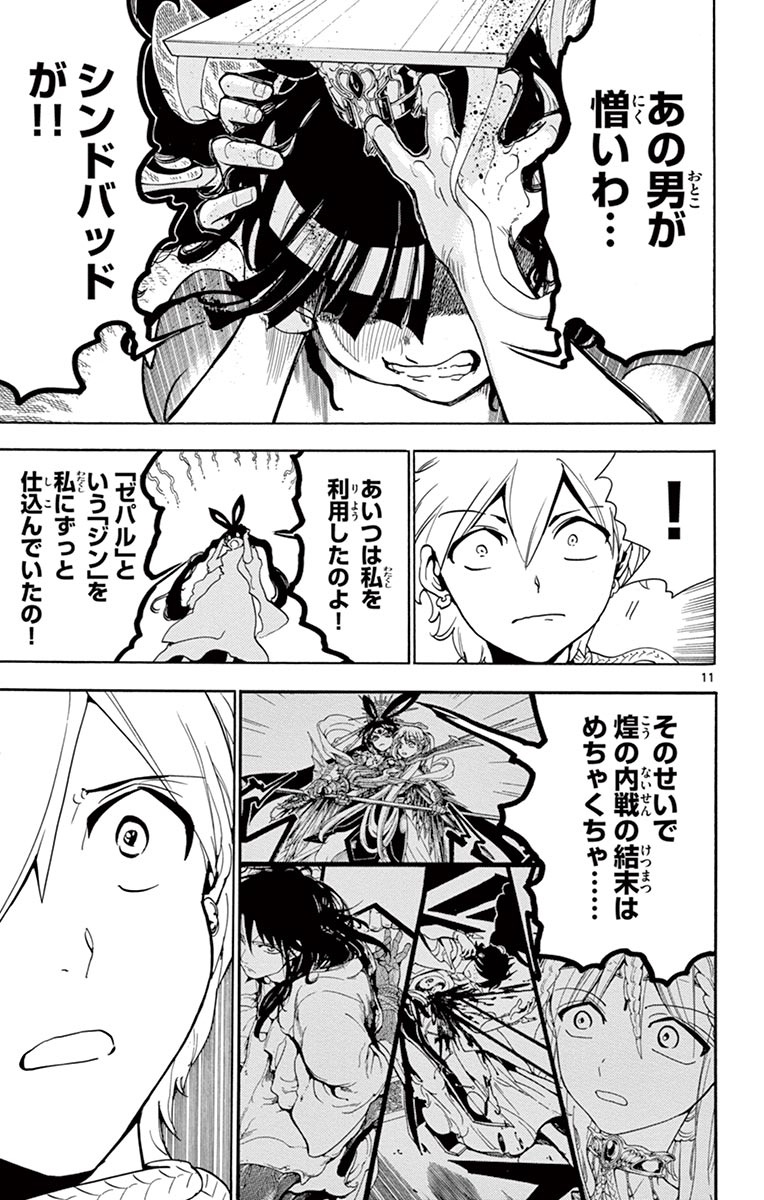 あの男が
憎いわ…
シンドバッド
が!!
!
あいつは私を
利用したのよ!
「ゼパル」と
いう「ジン」を
私にずっと
仕込んでいたの!
11
そのせいで
煌の内戦の結末は
めちゃくちゃ……